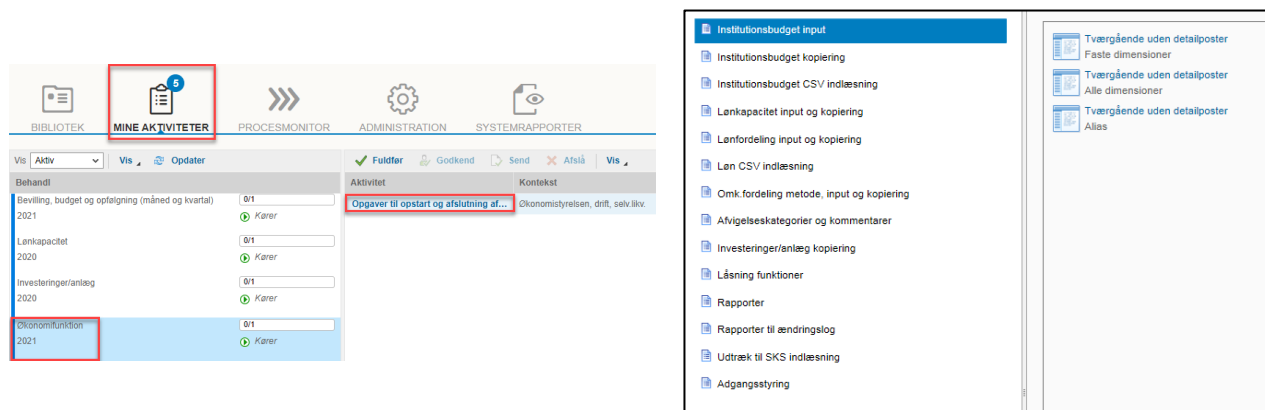 5
BIBLIOTEK MINE AKTIVITETER PROCESMONITOR ADMINISTRATION SYSTEMRAPPORTER
Vis Aktiv Vis Opdater
Behandl
Bevilling, budget og opfølgning (måned og kvartal) 0/1
2021 Kører
Lønkapacitet 0/1
2020 Kører
Investeringer/anlæg 0/1
2020 Kører
Økonomifunktion 0/1
2021 Kører
Fuldfør Godkend Send Afslå Vis
Aktivitet Kontekst
Opgaver til opstart og afslutning af... Økonomistyrelsen, drift, selv.likv.
Institutionsbudget input
Institutionsbudget kopiering
Institutionsbudget CSV indlæsning
Lønkapacitet input og kopiering
Lønfordeling input og kopiering
Løn CSV indlæsning
Omk.fordeling metode, input og kopiering
Afvigelseskategorier og kommentarer
Investeringer/anlæg kopiering
Låsning funktioner
Rapporter
Rapporter til ændringslog
Udtræk til SKS indlæsning
Adgangsstyring
Tværgående uden detailposter
Faste dimensioner
Tværgående uden detailposter
Alle dimensioner
Tværgående uden detailposter
Alias